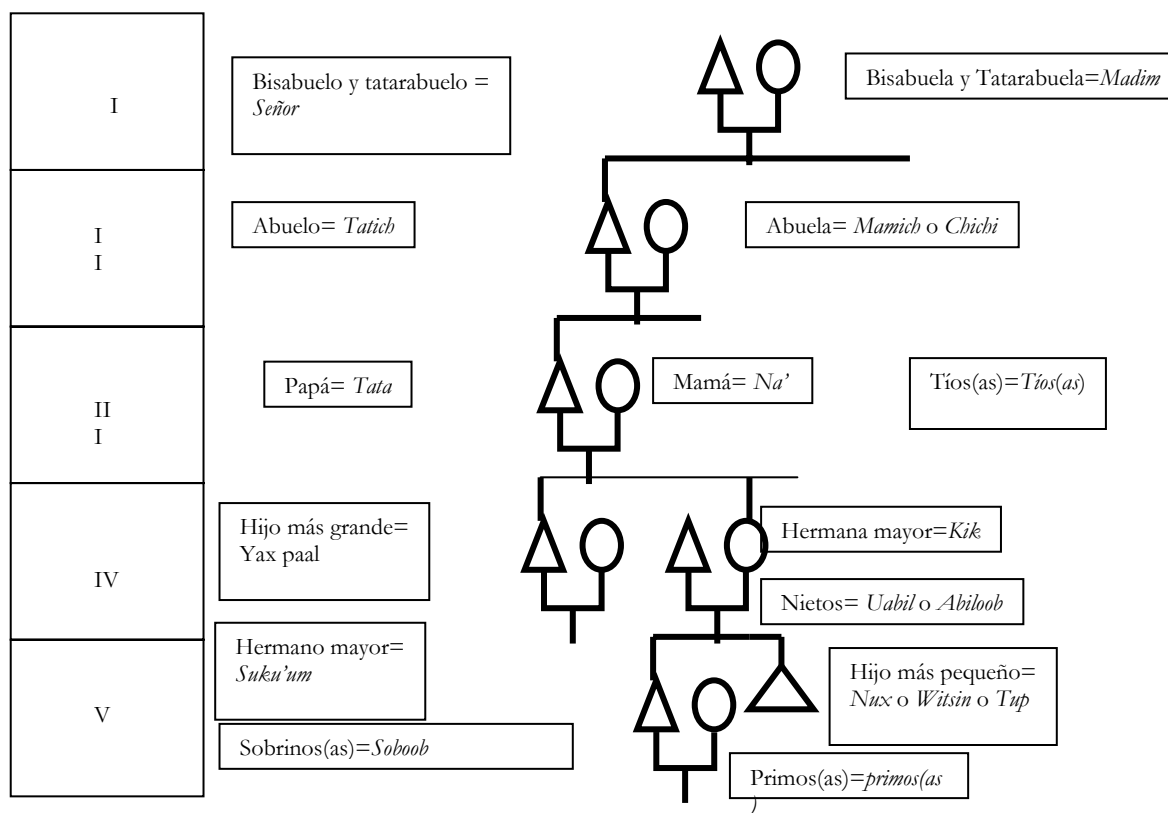 I
Bisabuelo y tatarabuelo =
Señor
Bisabuela y Tatarabuela=Madim
I
I
Abuelo= Tatich
Abuela= Mamich o Chichi
II
I
Papá= Tata
Mamá= Na’
Tíos(as)=Tíos(as)
IV
Hijo más grande=
Yax paal
Hermana mayor=Kik
Nietos= Uabil o Abiloob
V
Hermano mayor=
Suku’um
Hijo más pequeño=
Nux o Witsin o Tup
Sobrinos(as)=Soboob
Primos(as)=primos(as
)